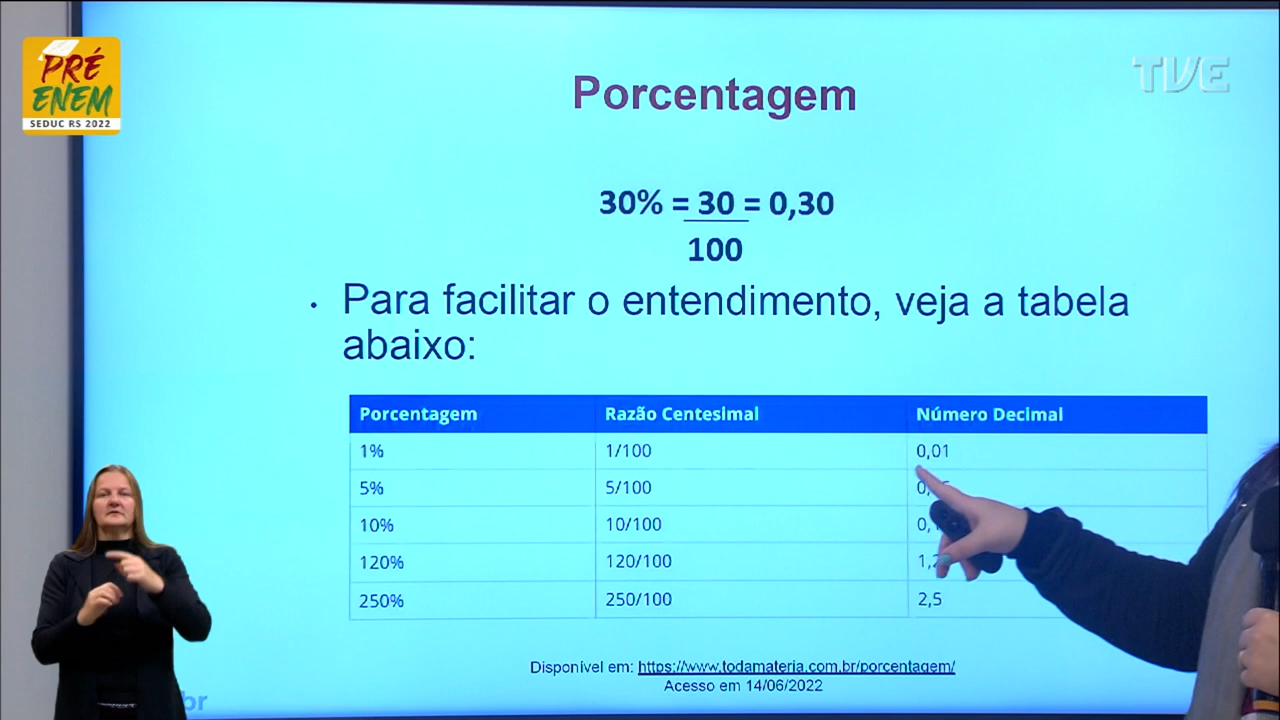 PRÉ
ENEM
SEDUC RS 2022
TVE
Porcentagem
30% = 30 = 0,30
100
• Para facilitar o entendimento, veja a tabela
abaixo:
Porcentagem Razão Centesimal Número Decimal
1% 1/100 0,01
5% 5/100
10% 10/100
120% 120/100
250% 250/100 2,5
Disponível em: https://www.todamateria.com.br/porcentagem/
Acesso em 14/06/2022
br